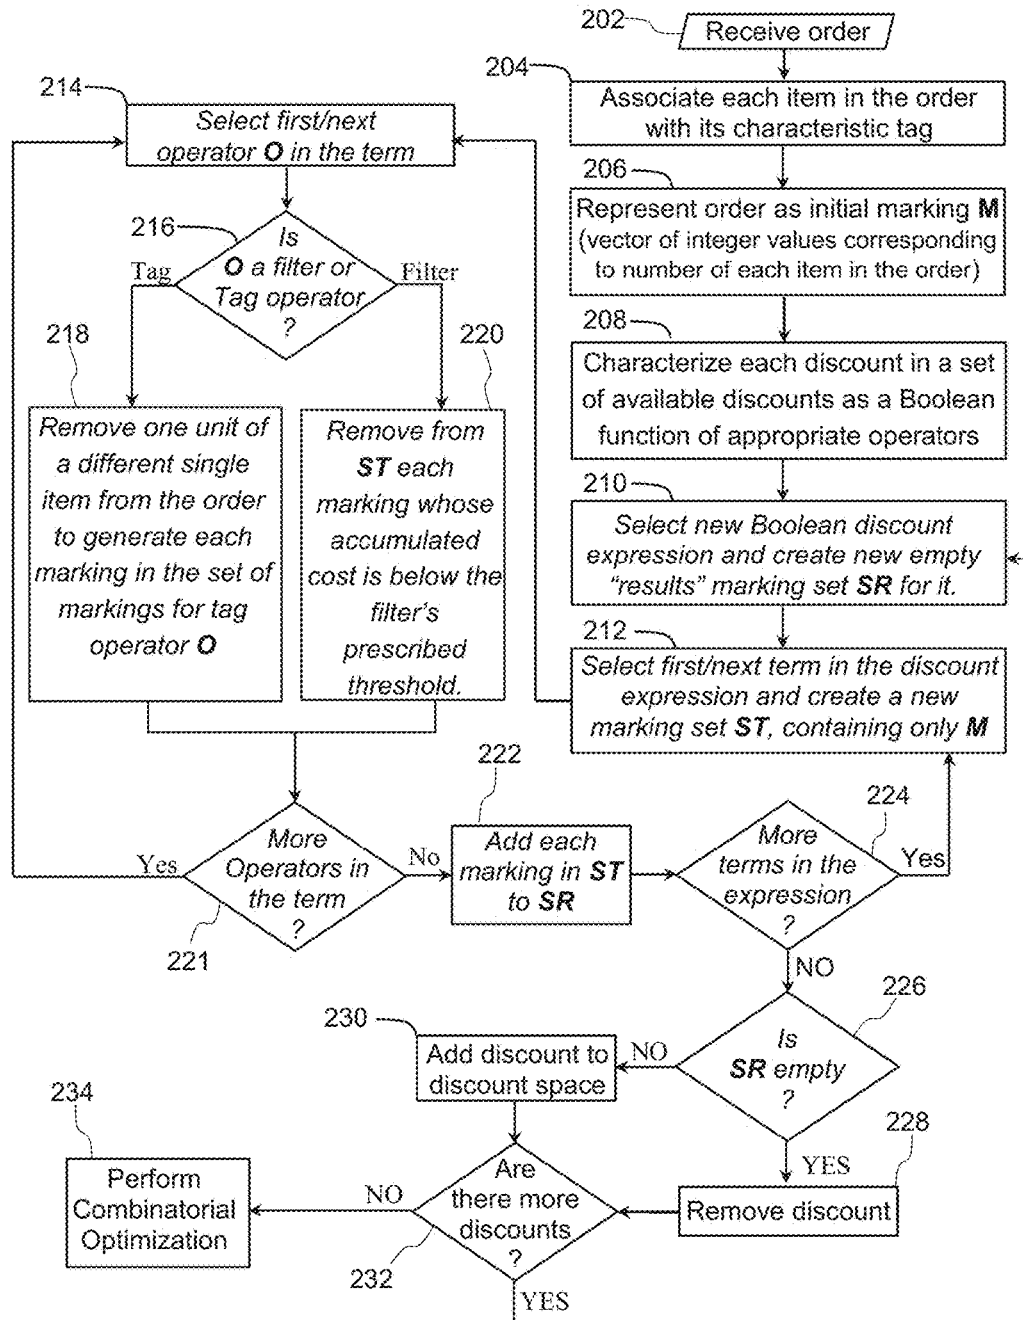 202
Receive order
204
Associate each item in the order
with its characteristic tag
206
Represent order as initial marking M
(vector of integer values corresponding
to number of each item in the order)
208
Characterize each discount in a set
of available discounts as a Boolean
function of appropriate operators
210
Select new Boolean discount
expression and create new empty
"results" marking set SR for it.
212
Select first/next term in the discount
expression and create a new
marking set ST, containing only M
214
Select first/next
operator O in the term
216
Is
O a filter or
Tag operator
?
Tag
Filter
218
Remove one unit of
a different single
item from the order
to generate each
marking in the set of
markings for tag
operator O
220
Remove from
ST each
marking whose
accumulated
cost is below the
filter's
prescribed
threshold.
More
Operators in
the term
?
Yes
No
221
222
Add each
marking in ST
to SR
224
More
terms in the
expression
?
Yes
NO
226
Is
SR empty
?
NO
YES
228
Remove discount
230
Add discount to
discount space
Are
there more
discounts
?
232
NO
YES
234
Perform
Combinatorial
Optimization